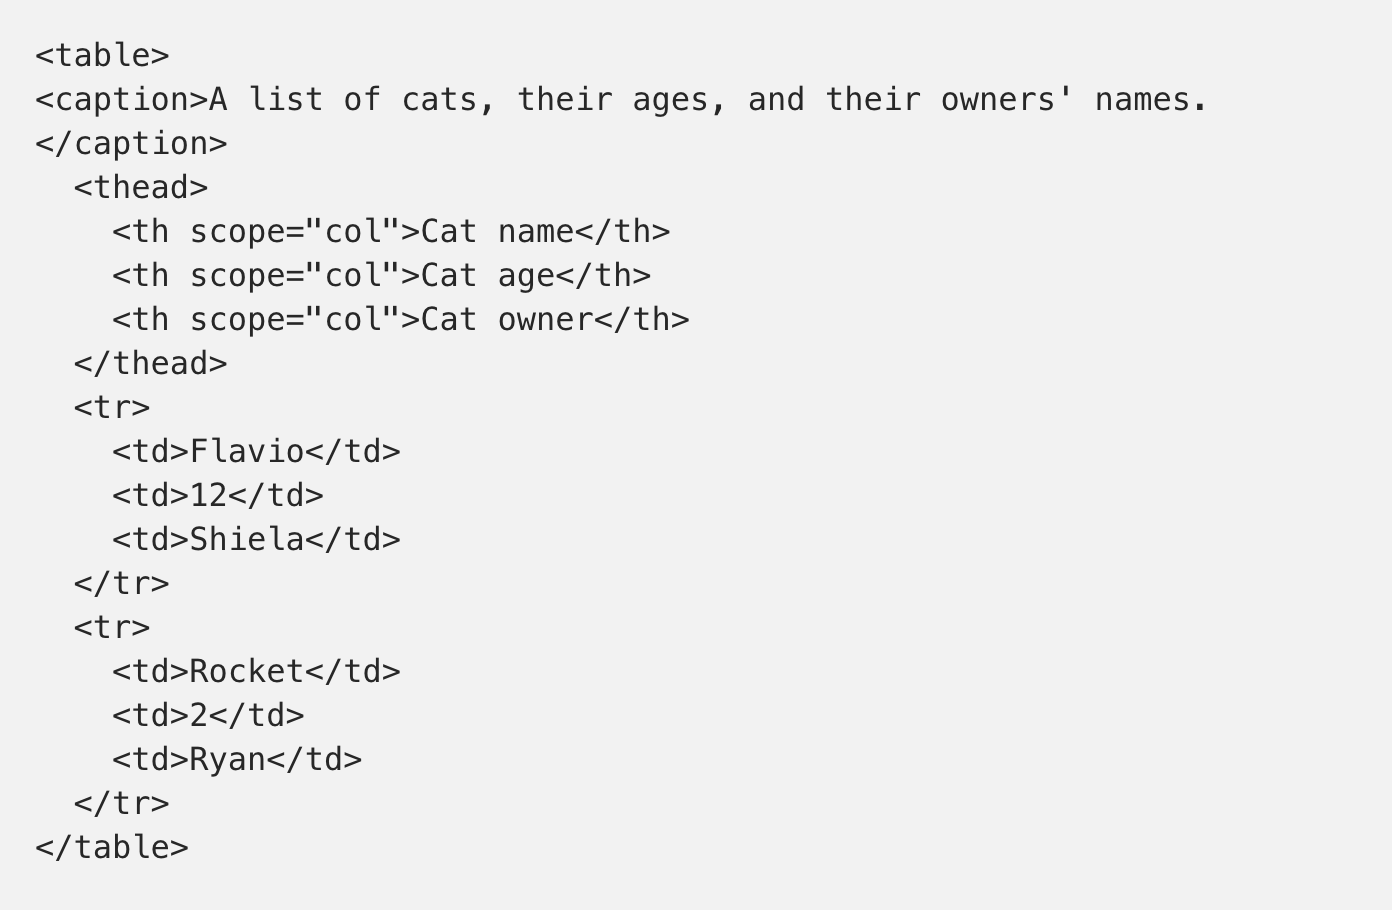 <table>
<caption>A list of cats, their ages, and their owners' names.
</caption>
  <thead>
    <th scope="col">Cat name</th>
    <th scope="col">Cat age</th>
    <th scope="col">Cat owner</th>
  </thead>
  <tr>
    <td>Flavio</td>
    <td>12</td>
    <td>Shiela</td>
  </tr>
  <tr>
    <td>Rocket</td>
    <td>2</td>
    <td>Ryan</td>
  </tr>
</table>